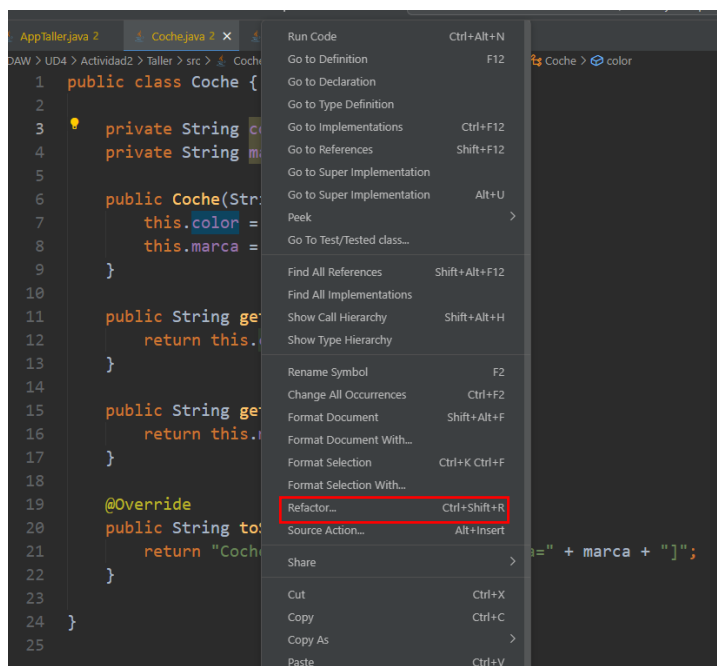 AppTaller.java 2 Coche.java 2
DAW > UD4 > Actividad2 > Taller > src > Coche > color
1 public class Coche {
2
3 private String
4 private String
5
6 public Coche(
7 this.color =
8 this.marca =
9 }
10
11 public String
12 return this.
13 }
14
15 public String
16 return this.
17 }
18
19 @Override
20 public String
21 return "Coche =" + marca + "]";
22 }
23
24 }
25
Run Code Ctrl+Alt+N
Go to Definition F12
Go to Declaration
Go to Type Definition
Go to Implementations Ctrl+F12
Go to References Shift+F12
Go to Super Implementation
Go to Super Implementation Alt+U
Peek
Go To Test/Tested class...
Find All References Shift+Alt+F12
Find All Implementations
Show Call Hierarchy Shift+Alt+H
Show Type Hierarchy
Rename Symbol F2
Change All Occurrences Ctrl+F2
Format Document Shift+Alt+F
Format Document With...
Format Selection Ctrl+K Ctrl+F
Format Selection With...
Refactor... Ctrl+Shift+R
Source Action... Alt+Insert
Share
Cut Ctrl+X
Copy Ctrl+C
Copy As
Paste Ctrl+V